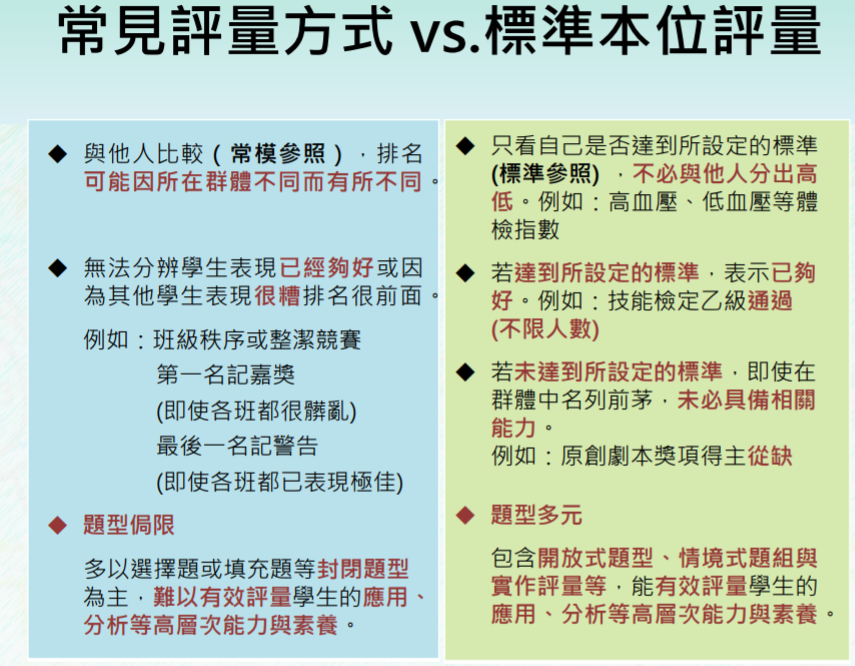 常見評量方式 vs.標準本位評量
◆ 與他人比較（常模參照），排名
可能因所在群體不同而有所不同。
◆ 無法分辨學生表現已經夠好或因
為其他學生表現很糟排名很前面。
例如：班級秩序或整潔競賽
第一名記嘉獎
(即使各班都很髒亂)
最後一名記警告
(即使各班都已表現極佳)
◆ 題型侷限
多以選擇題或填充題等封閉題型
為主，難以有效評量學生的應用、
分析等高層次能力與素養。
◆ 只看自己是否達到所設定的標準
(標準參照)，不必與他人分出高
低。例如：高血壓、低血壓等體
檢指數
◆ 若達到所設定的標準，表示已夠
好。例如：技能檢定乙級通過
(不限人數)
◆ 若未達到所設定的標準，即使在
群體中名列前茅，未必具備相關
能力。
例如：原創劇本獎項得主從缺
◆ 題型多元
包含開放式題型、情境式題組與
實作評量等，能有效評量學生的
應用、分析等高層次能力與素養。